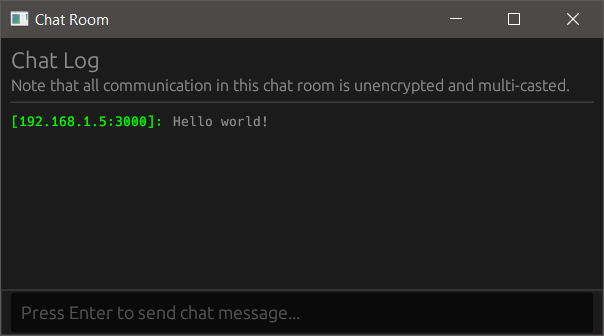 Chat Room
Chat Log
Note that all communication in this chat room is unencrypted and multi-casted.
[192.168.1.5:3000]: Hello world!
Press Enter to send chat message...